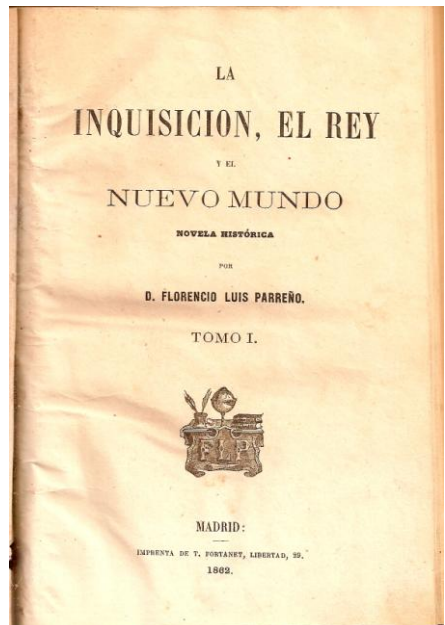 LA
INQUISICION, EL REY
Y EL
NUEVO MUNDO
NOVELA HISTÓRICA
POR
D. FLORENCIO LUIS PARREÑO.
TOMO I.
FLP
MADRID:
IMPRENTA DE T. FORTANET, LIBERTAD, 29.
1862.